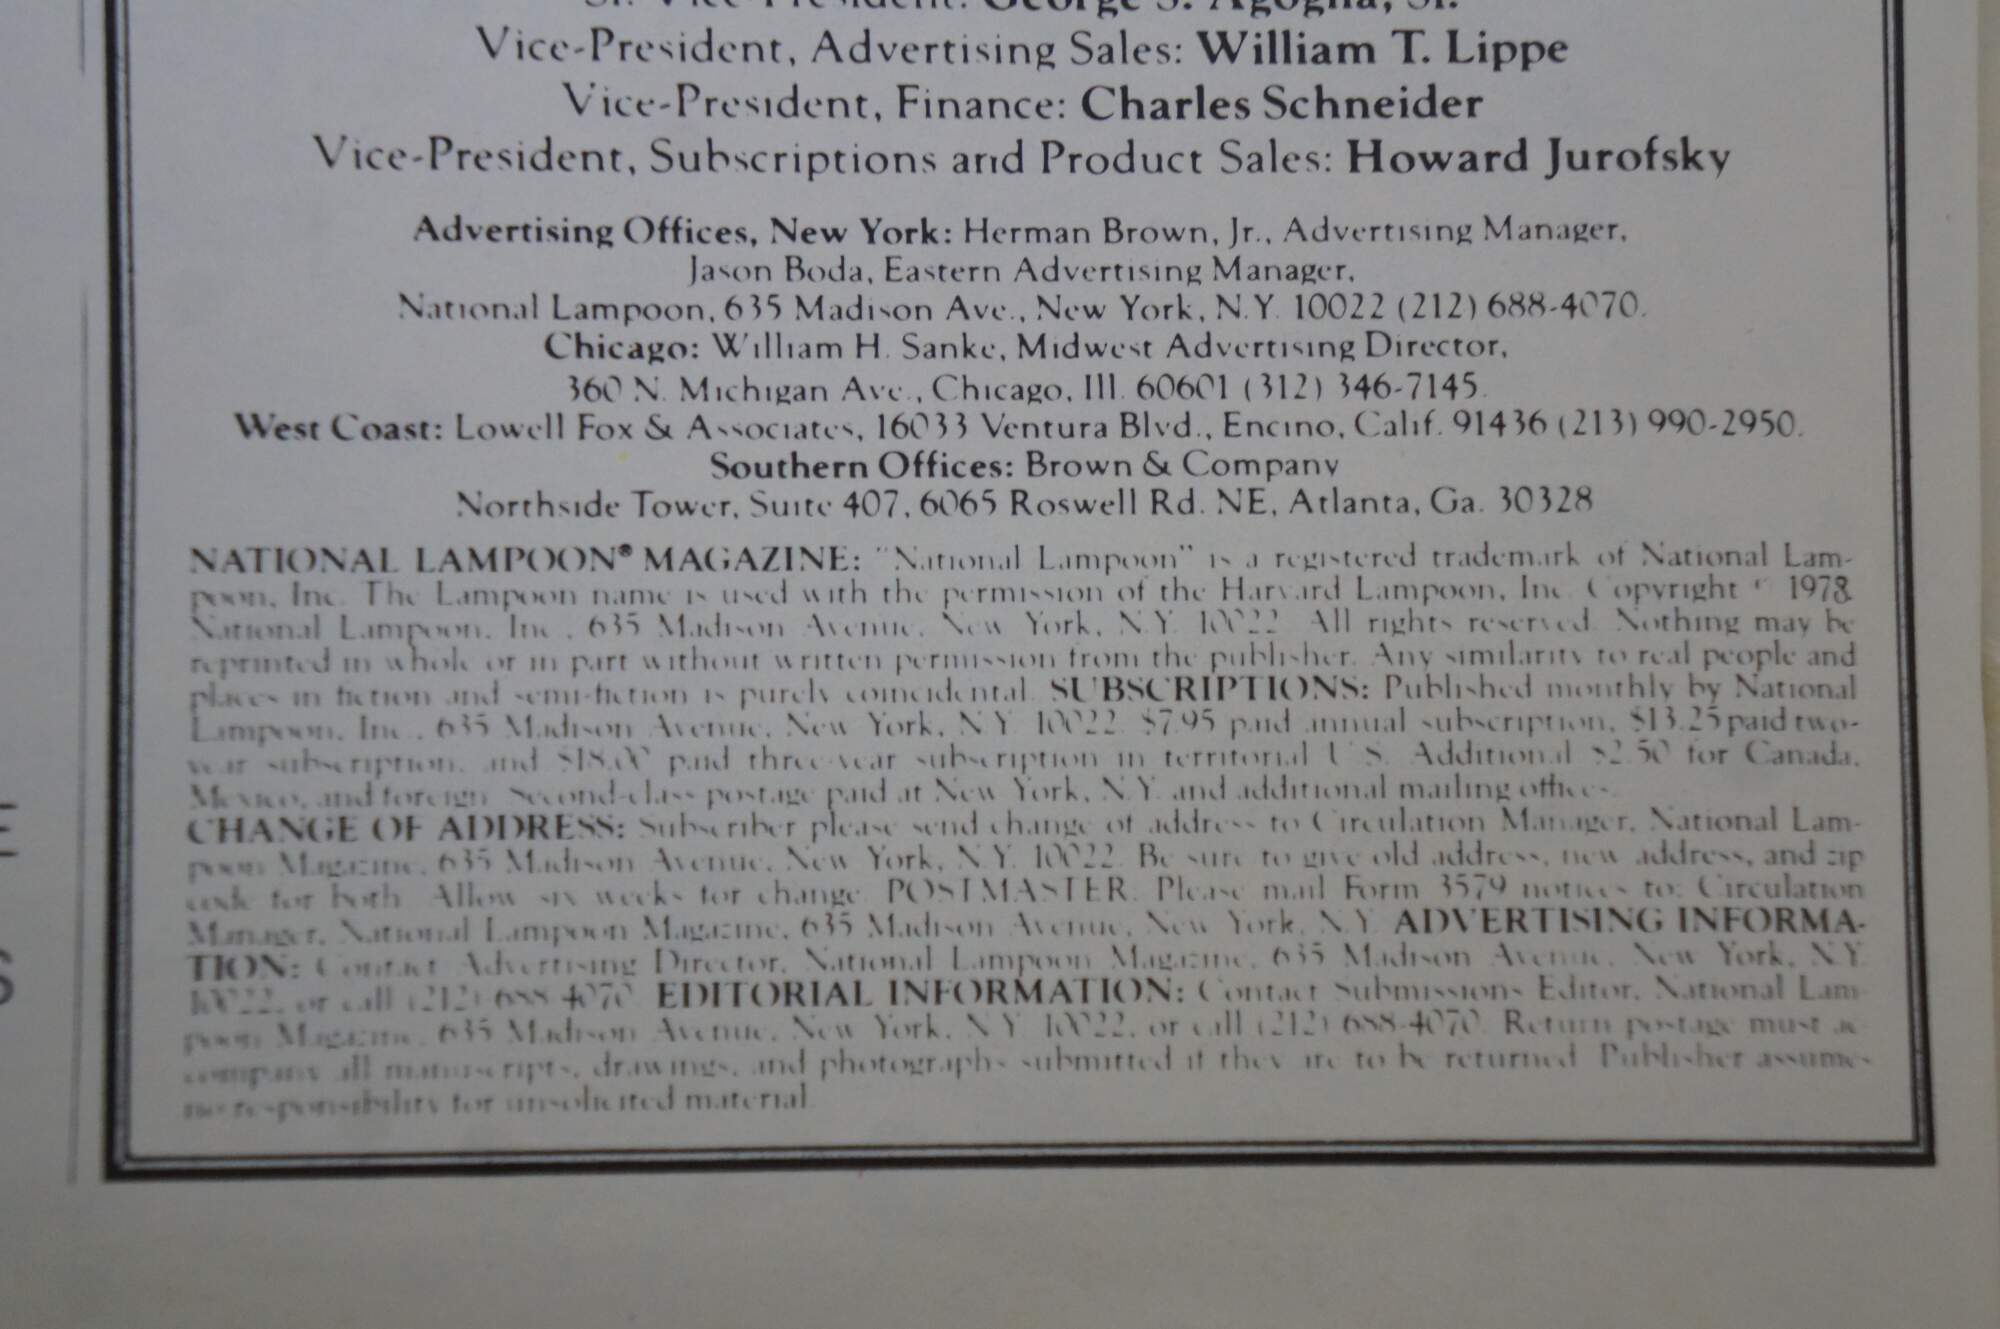 Sr. Vice-President: George S. Agoglia, Sr.
Vice-President, Advertising Sales: William T. Lippe
Vice-President, Finance: Charles Schneider
Vice-President, Subscriptions and Product Sales: Howard Jurofsky
Advertising Offices, New York: Herman Brown, Jr., Advertising Manager,
Jason Boda, Eastern Advertising Manager,
National Lampoon, 635 Madison Ave., New York, N.Y. 10022 (212) 688-4070.
Chicago: William H. Sanke, Midwest Advertising Director,
360 N. Michigan Ave., Chicago, Ill. 60601 (312) 346-7145.
West Coast: Lowell Fox & Associates, 16033 Ventura Blvd., Encino, Calif. 91436 (213) 990-2950.
Southern Offices: Brown & Company
Northside Tower, Suite 407, 6065 Roswell Rd. NE, Atlanta, Ga. 30328
NATIONAL LAMPOON® MAGAZINE: "National Lampoon" is a registered trademark of National Lam-
poon, Inc. The Lampoon name is used with the permission of the Harvard Lampoon, Inc. Copyright © 1978
National Lampoon, Inc., 635 Madison Avenue, New York, N.Y. 10022. All rights reserved. Nothing may be
reprinted in whole or in part without written permission from the publisher. Any similarity to real people and
places in fiction and semi-fiction is purely coincidental. SUBSCRIPTIONS: Published monthly by National
Lampoon, Inc., 635 Madison Avenue, New York, N.Y. 10022. $7.95 paid annual subscription, $13.25 paid two-
year subscription, and $18.00 paid three-year subscription in territorial U.S. Additional $2.50 for Canada,
Mexico, and foreign. Second-class postage paid at New York, N.Y. and additional mailing offices.
CHANGE OF ADDRESS: Subscriber please send change of address to Circulation Manager, National Lam-
poon Magazine, 635 Madison Avenue, New York, N.Y. 10022. Be sure to give old address, new address, and zip
code for both. Allow six weeks for change. POSTMASTER: Please mail Form 3579 notices to: Circulation
Manager, National Lampoon Magazine, 635 Madison Avenue, New York, N.Y. ADVERTISING INFORMA-
TION: Contact Advertising Director, National Lampoon Magazine, 635 Madison Avenue, New York, N.Y.
10022, or call (212) 688-4070. EDITORIAL INFORMATION: Contact Submissions Editor, National Lam-
poon Magazine, 635 Madison Avenue, New York, N.Y. 10022, or call (212) 688-4070. Return postage must ac-
company all manuscripts, drawings, and photographs submitted if they are to be returned. Publisher assumes
no responsibility for unsolicited material.